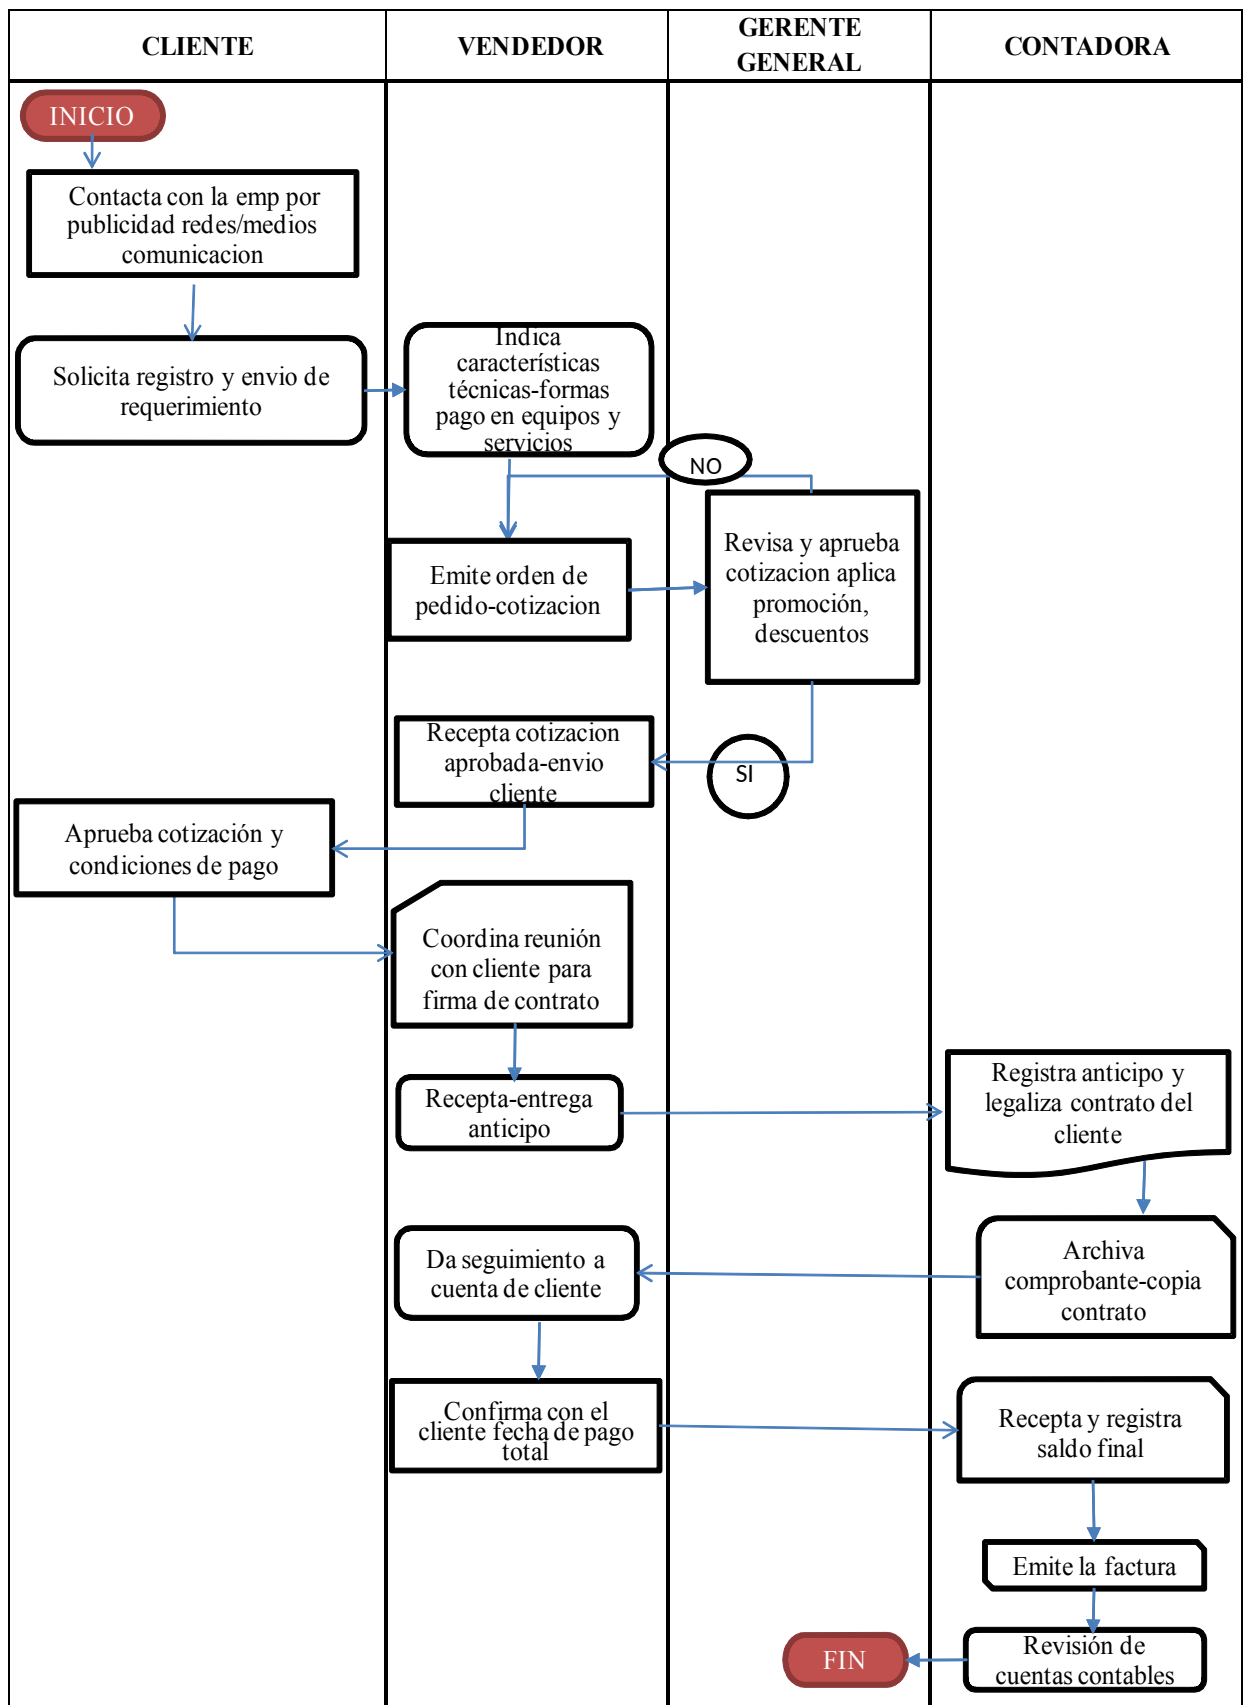 CLIENTE
VENDEDOR
GERENTE
GENERAL
CONTADORA
INICIO
Contacta con la emp por
publicidad redes/medios
comunicacion
Solicita registro y envio de
requerimiento
Indica
características
técnicas-formas
pago en equipos y
servicios
NO
Emite orden de
pedido-cotizacion
Revisa y aprueba
cotizacion aplica
promoción,
descuentos
Recepta cotizacion
aprobada-envio
cliente
SI
Aprueba cotización y
condiciones de pago
Coordina reunión
con cliente para
firma de contrato
Recepta-entrega
anticipo
Registra anticipo y
legaliza contrato del
cliente
Archiva
comprobante-copia
contrato
Da seguimiento a
cuenta de cliente
Confirma con el
cliente fecha de pago
total
Recepta y registra
saldo final
Emite la factura
Revisión de
cuentas contables
FIN